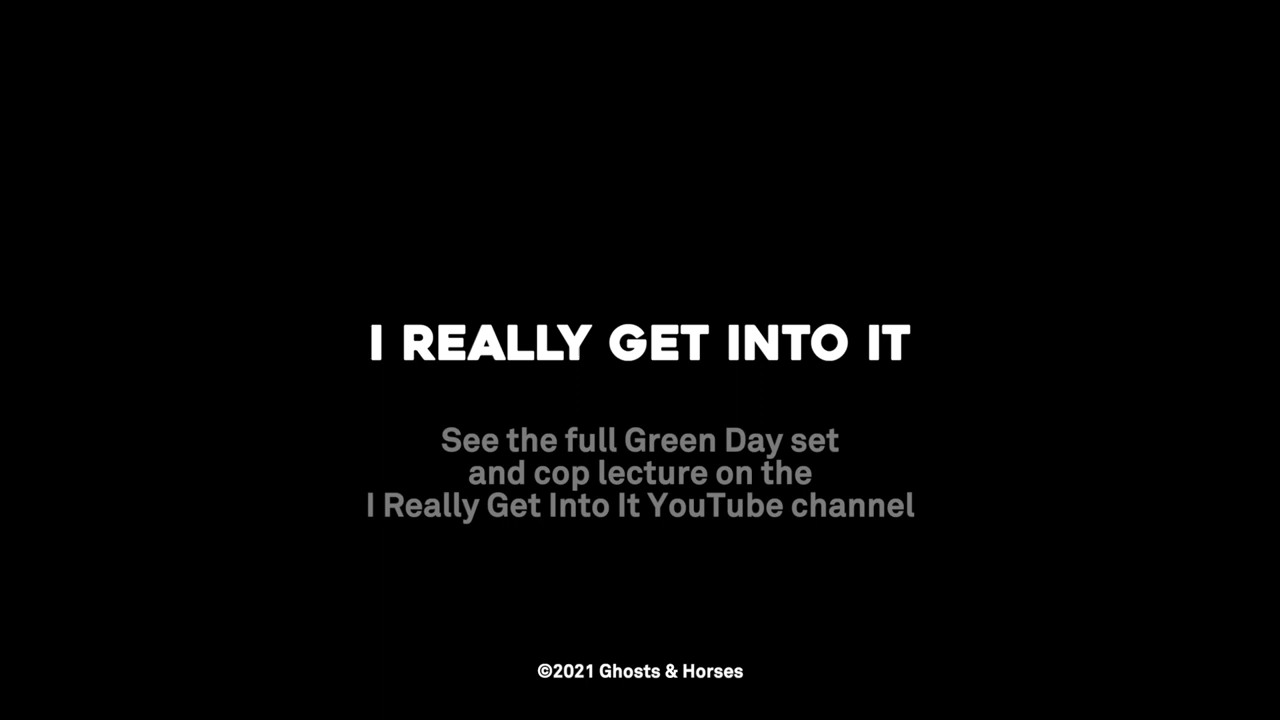 I REALLY GET INTO IT
See the full Green Day set
and cop lecture on the
I Really Get Into It YouTube channel
©2021 Ghosts & Horses